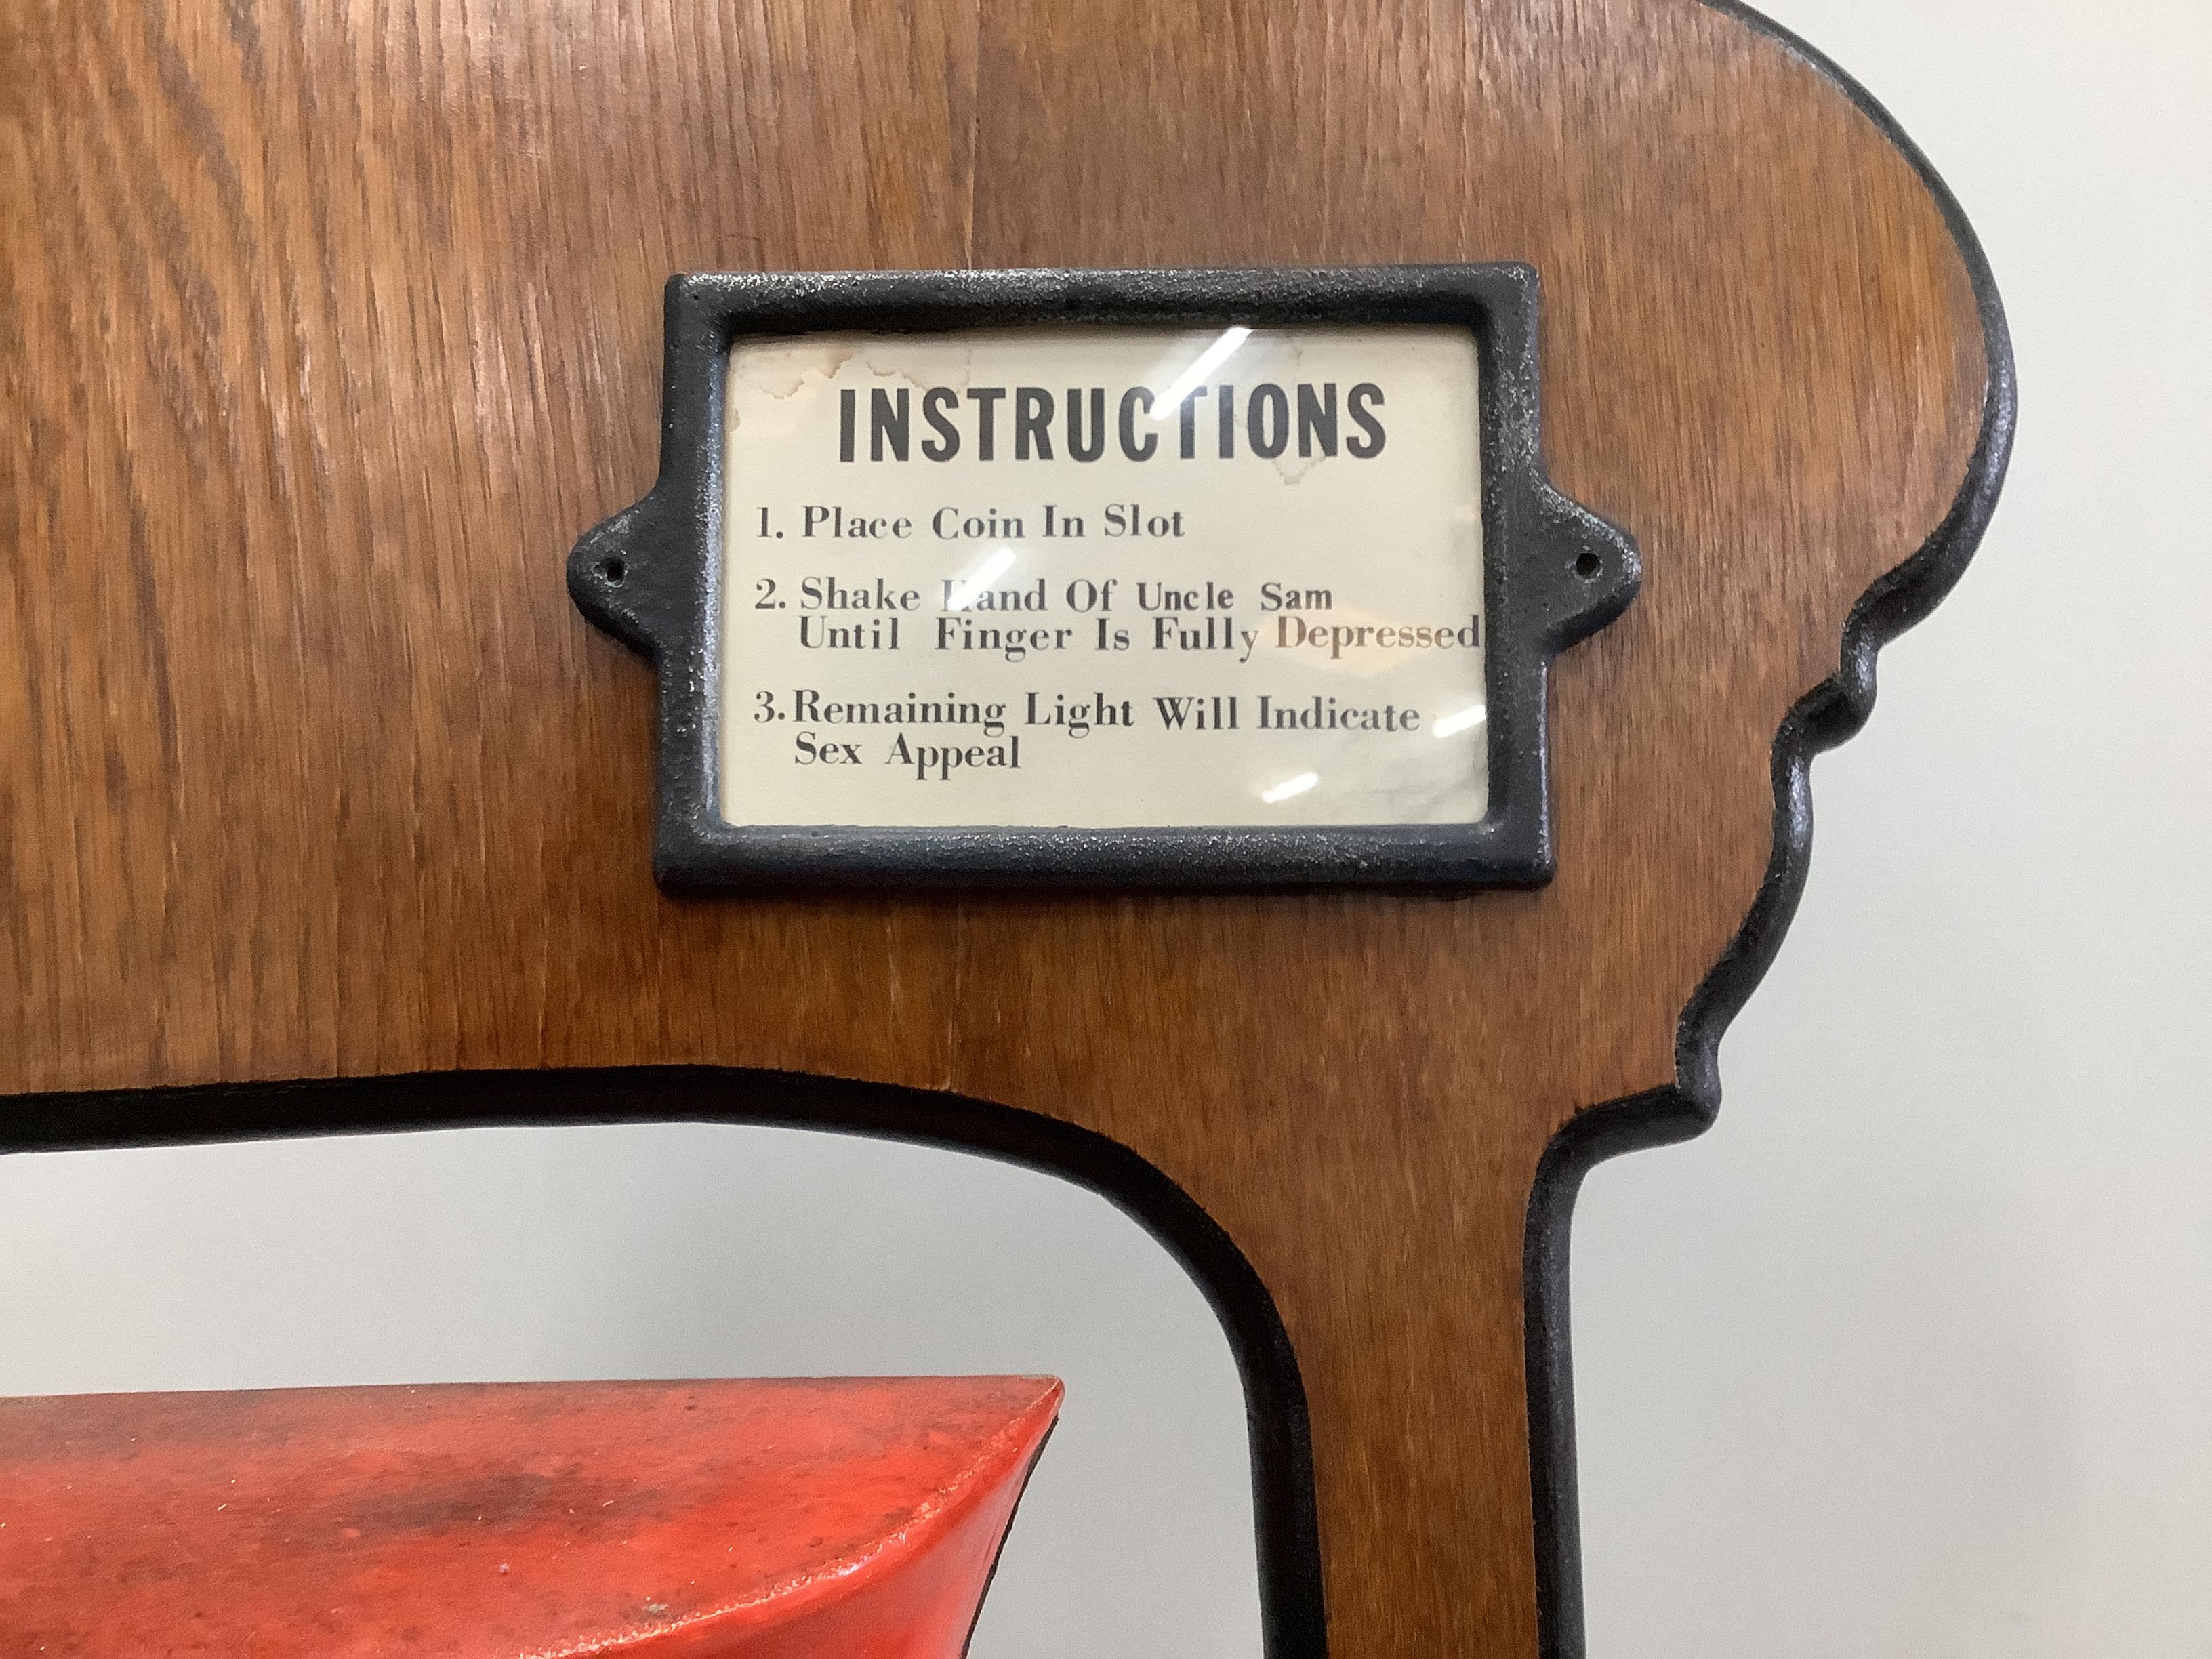 INSTRUCTIONS
1. Place Coin In Slot
2. Shake Hand Of Uncle Sam
Until Finger Is Fully Depressed
3. Remaining Light Will Indicate
Sex Appeal